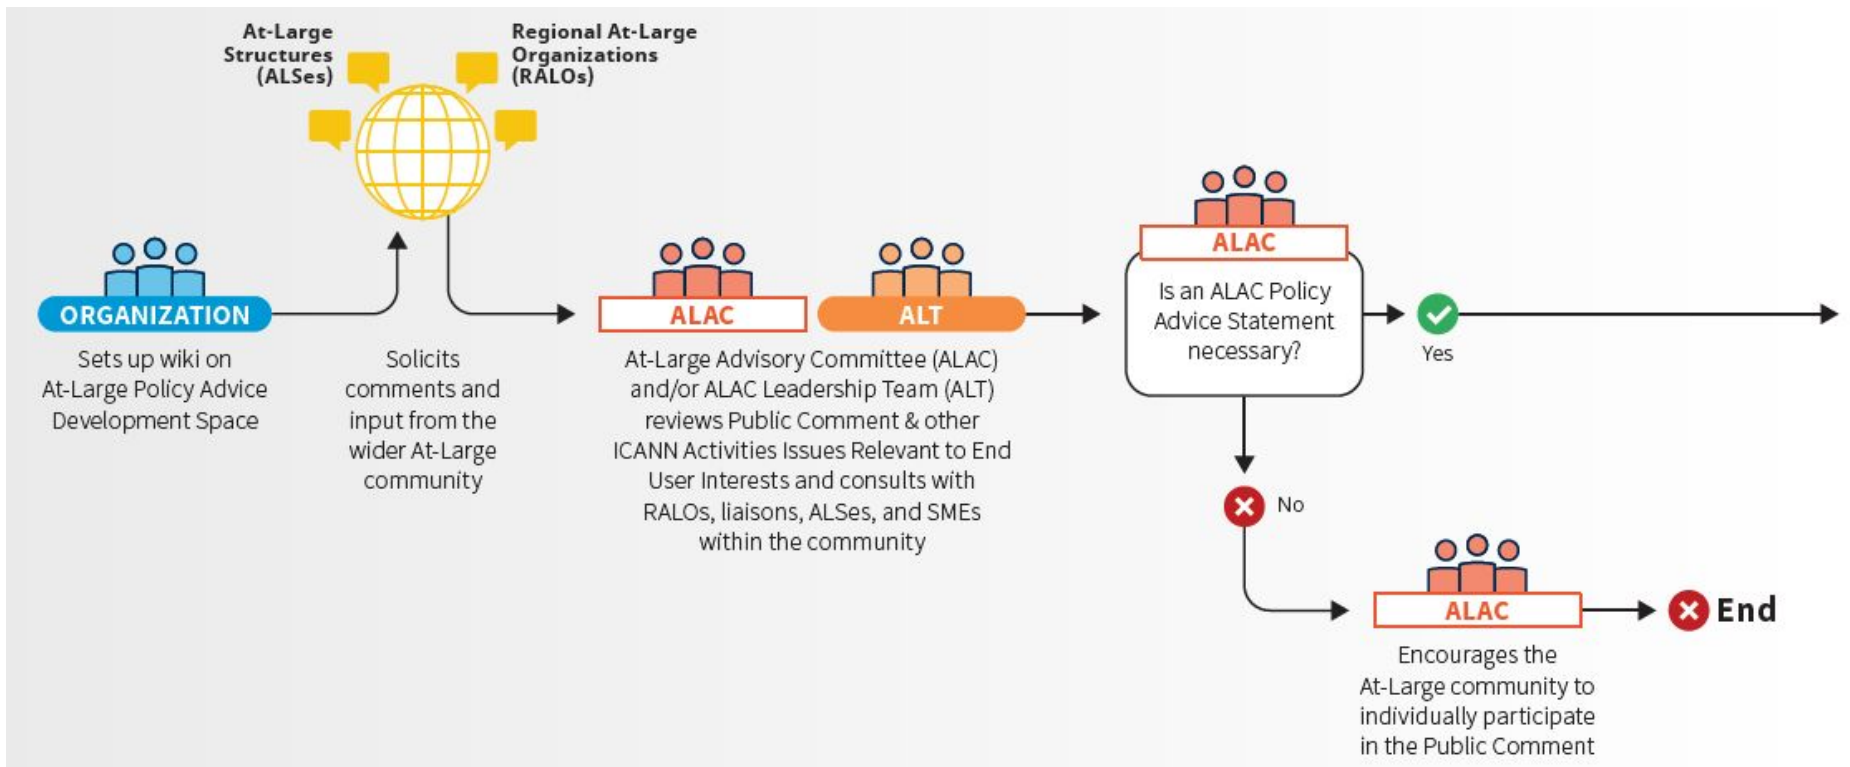 At-Large
Structures
(ALSes)
Regional At-Large
Organizations
(RALOs)
ORGANIZATION
Sets up wiki on
At-Large Policy Advice
Development Space
Solicits
comments and
input from the
wider At-Large
community
ALAC
ALT
At-Large Advisory Committee (ALAC)
and/or ALAC Leadership Team (ALT)
reviews Public Comment & other
ICANN Activities Issues Relevant to End
User Interests and consults with
RALOs, liaisons, ALSes, and SMEs
within the community
ALAC
Is an ALAC Policy
Advice Statement
necessary?
Yes
No
ALAC
Encourages the
At-Large community to
individually participate
in the Public Comment
End